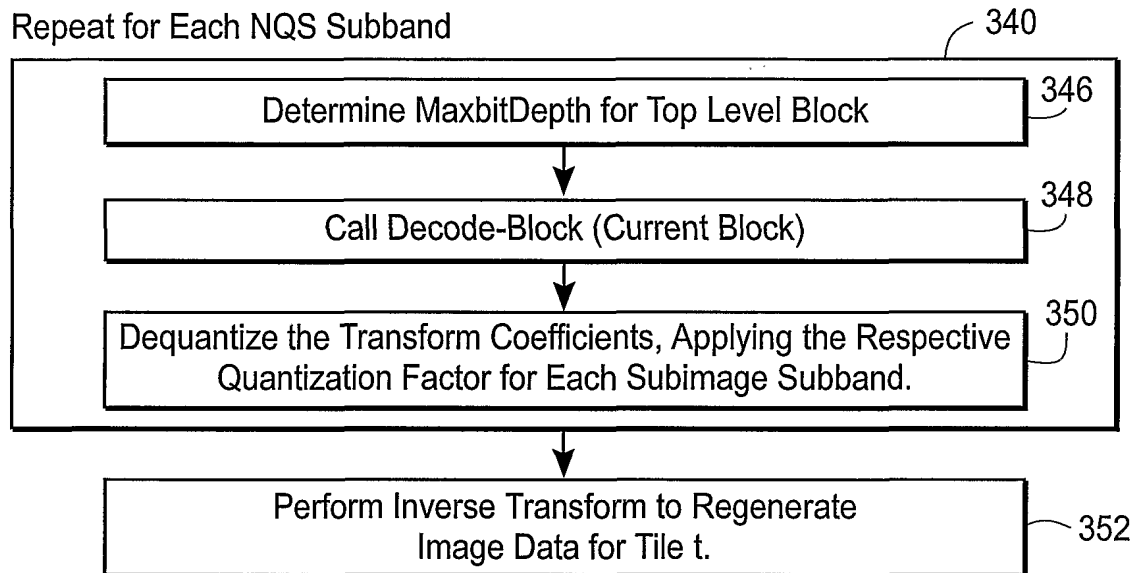 Repeat for Each NQS Subband
340
Determine MaxbitDepth for Top Level Block
346
Call Decode-Block (Current Block)
348
Dequantize the Transform Coefficients, Applying the Respective
Quantization Factor for Each Subimage Subband.
350
Perform Inverse Transform to Regenerate
Image Data for Tile t.
352